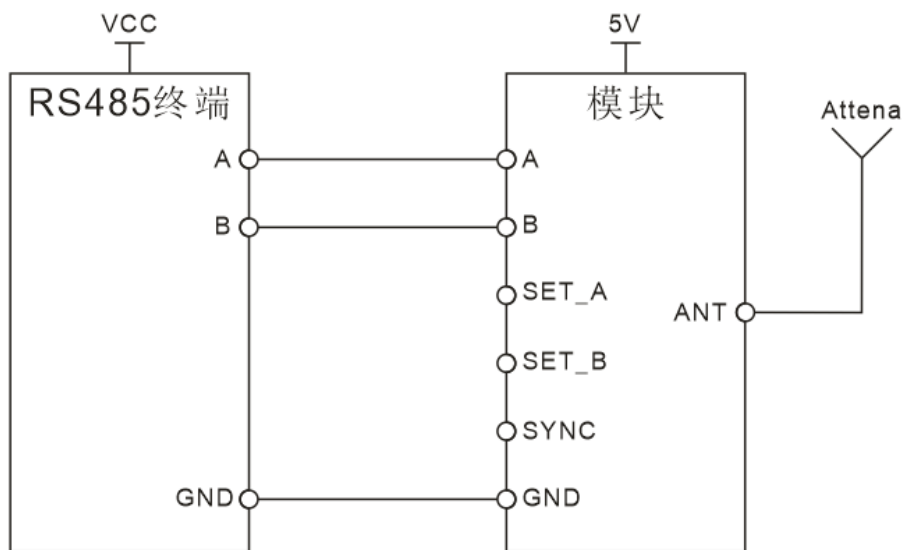 VCC
5V
RS485终端
模块
Attena
A
A
B
B
SET_A
ANT
SET_B
SYNC
GND
GND